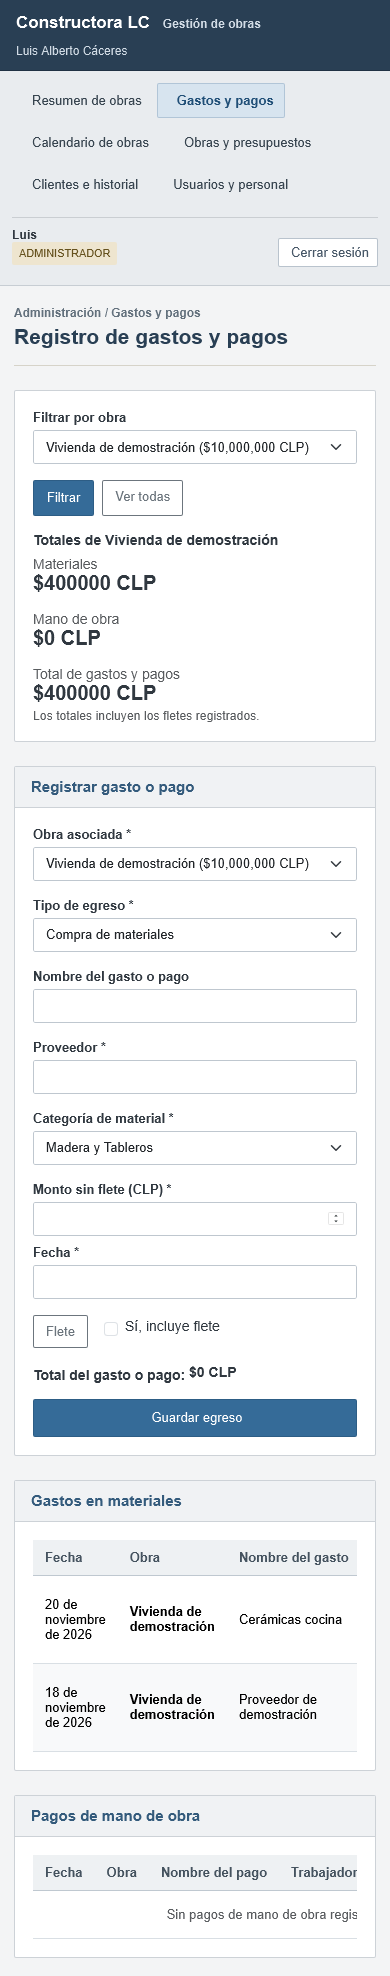 Constructora LC Gestión de obras
Luis Alberto Cáceres
Resumen de obras Gastos y pagos
Calendario de obras Obras y presupuestos
Clientes e historial Usuarios y personal
Luis
ADMINISTRADOR
Cerrar sesión
Administración / Gastos y pagos
Registro de gastos y pagos
Filtrar por obra
Vivienda de demostración ($10,000,000 CLP)
Filtrar Ver todas
Totales de Vivienda de demostración
Materiales
$400000 CLP
Mano de obra
$0 CLP
Total de gastos y pagos
$400000 CLP
Los totales incluyen los fletes registrados.
Registrar gasto o pago
Obra asociada *
Vivienda de demostración ($10,000,000 CLP)
Tipo de egreso *
Compra de materiales
Nombre del gasto o pago
Proveedor *
Categoría de material *
Madera y Tableros
Monto sin flete (CLP) *
Fecha *
Flete Sí, incluye flete
Total del gasto o pago: $0 CLP
Guardar egreso
Gastos en materiales
Fecha Obra Nombre del gasto
20 de noviembre de 2026 Vivienda de demostración Cerámicas cocina
18 de noviembre de 2026 Vivienda de demostración Proveedor de demostración
Pagos de mano de obra
Fecha Obra Nombre del pago Trabajador
Sin pagos de mano de obra regis